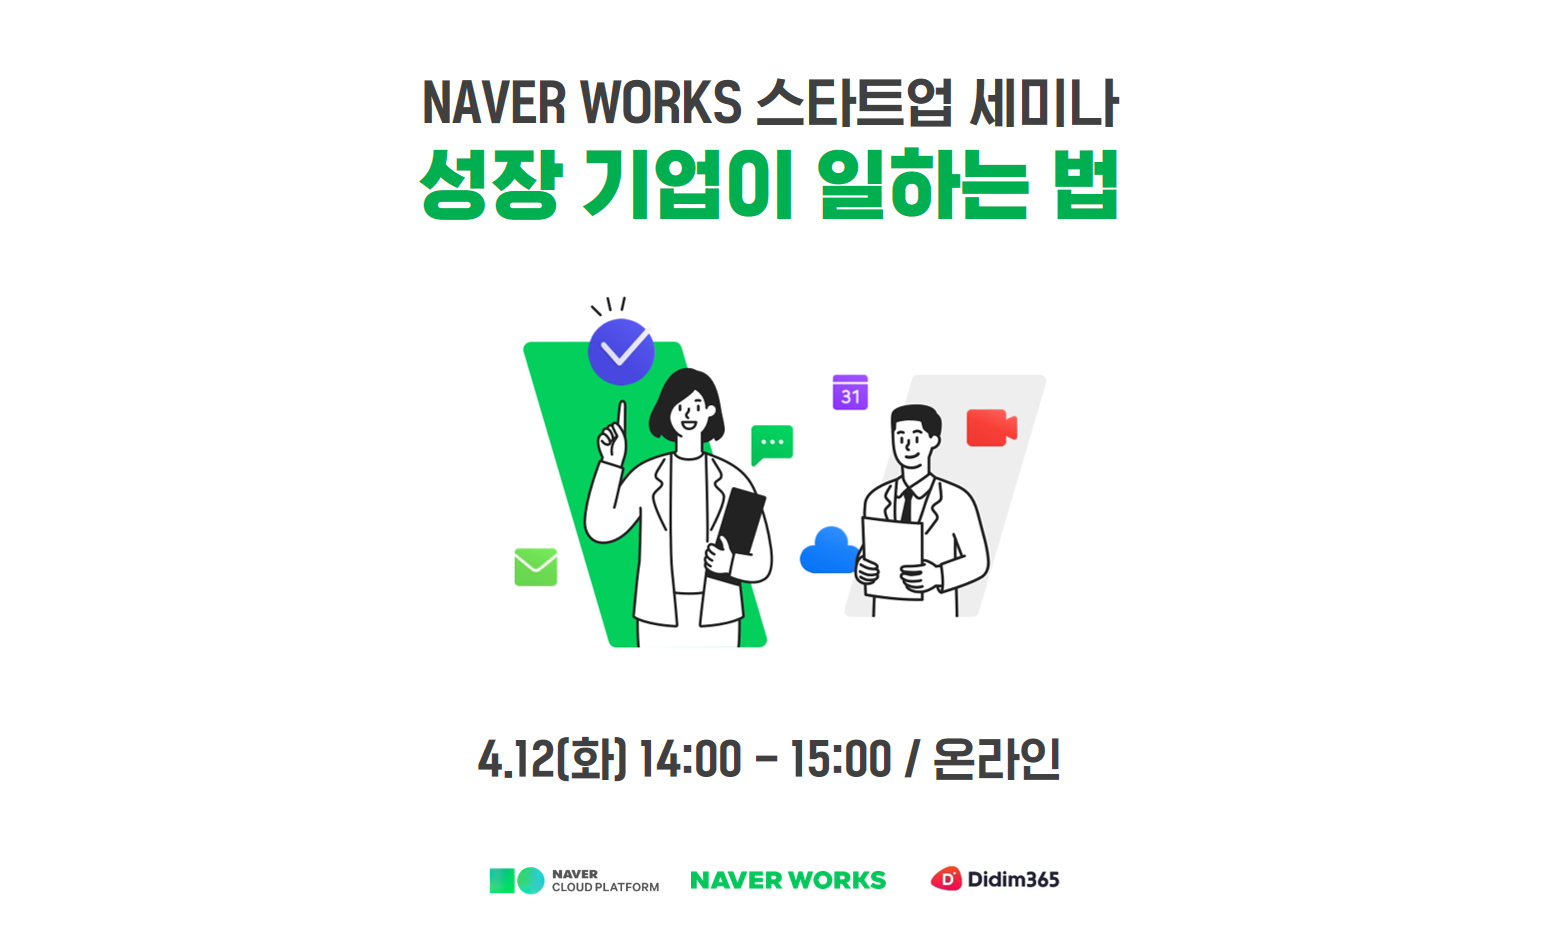 NAVER WORKS 스타트업 세미나
성장 기업이 일하는 법
31
4.12(화) 14:00 - 15:00 / 온라인
NAVER
CLOUD PLATFORM
NAVER WORKS
D
Didim365